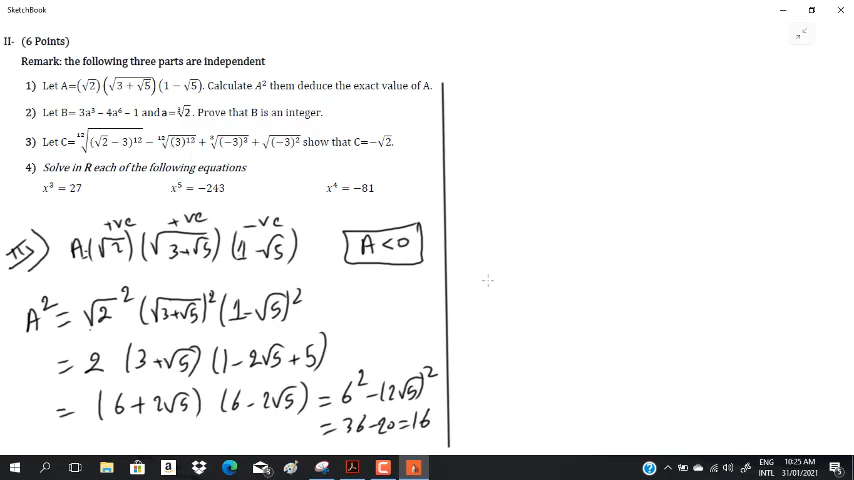 SketchBook
II- (6 Points)
Remark: the following three parts are independent
1) Let A=(√2)(√(3 + √5))(1 − √5). Calculate A² them deduce the exact value of A.
2) Let B= 3a³ – 4a⁶ – 1 and a = ∛2. Prove that B is an integer.
3) Let C= ¹²√((√2 − 3)¹²) − ¹²√((3)¹²) + ³√((−3)³) + √((−3)²) show that C=−√2.
4) Solve in R each of the following equations
x³ = 27 x⁵ = −243 x⁴ = −81
+ve +ve −ve
II) A=(√2)(√(3+√5))(1−√5) A<0
A² = √2² (√(3+√5))² (1−√5)²
= 2 (3+√5) (1−2√5+5)
= (6+2√5) (6−2√5) = 6² − (2√5)²
= 36−20=16
ENG 10:25 AM
INTL 31/01/2021